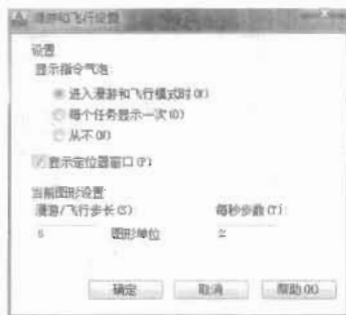 漫游和飞行设置
设置
显示指令气泡:
进入漫游和飞行模式时(W)
每个任务显示一次(O)
从不(N)
显示定位器窗口(P)
当前图形设置
漫游/飞行步长(S) 每秒步数(T):
6 图形单位 2
确定 取消 帮助(H)